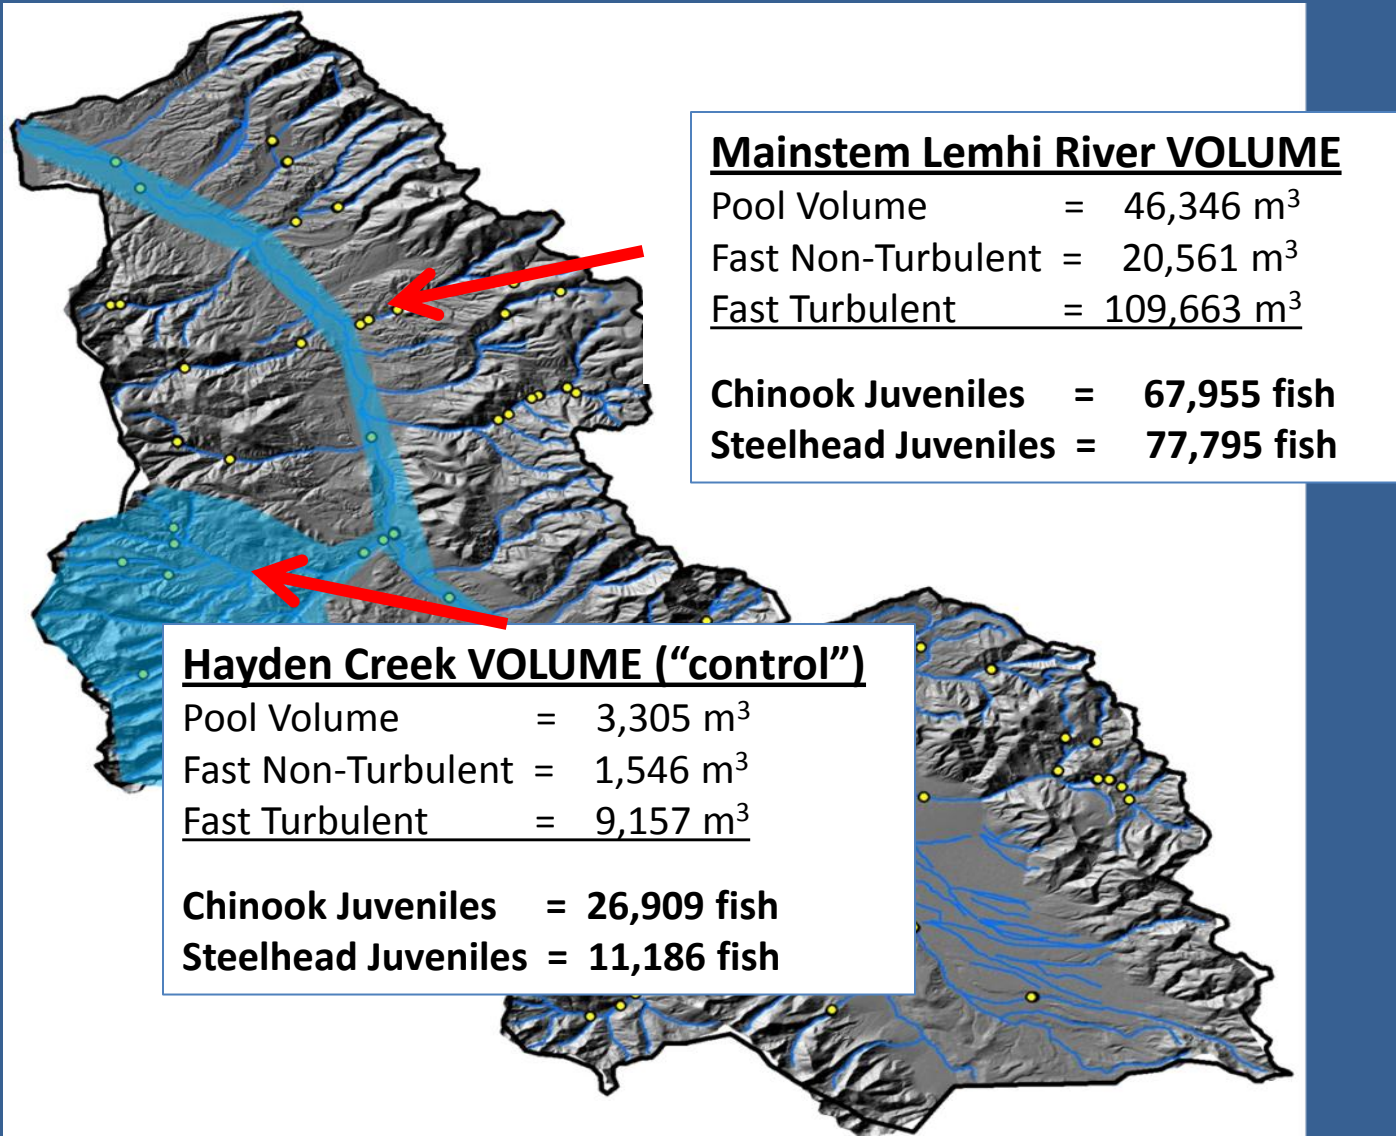 Mainstem Lemhi River VOLUME
Pool Volume = 46,346 m³
Fast Non-Turbulent = 20,561 m³
Fast Turbulent = 109,663 m³
Chinook Juveniles = 67,955 fish
Steelhead Juveniles = 77,795 fish
Hayden Creek VOLUME (“control”)
Pool Volume = 3,305 m³
Fast Non-Turbulent = 1,546 m³
Fast Turbulent = 9,157 m³
Chinook Juveniles = 26,909 fish
Steelhead Juveniles = 11,186 fish